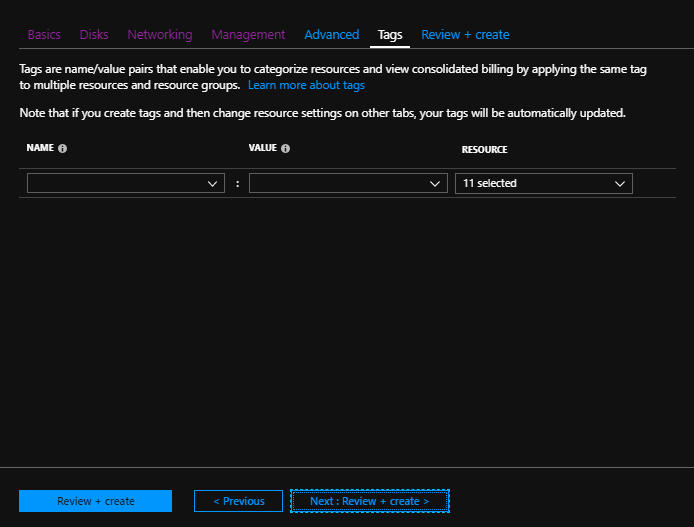 Basics Disks Networking Management Advanced Tags Review + create
Tags are name/value pairs that enable you to categorize resources and view consolidated billing by applying the same tag
to multiple resources and resource groups. Learn more about tags
Note that if you create tags and then change resource settings on other tabs, your tags will be automatically updated.
NAME VALUE RESOURCE
: 11 selected
Review + create < Previous Next : Review + create >